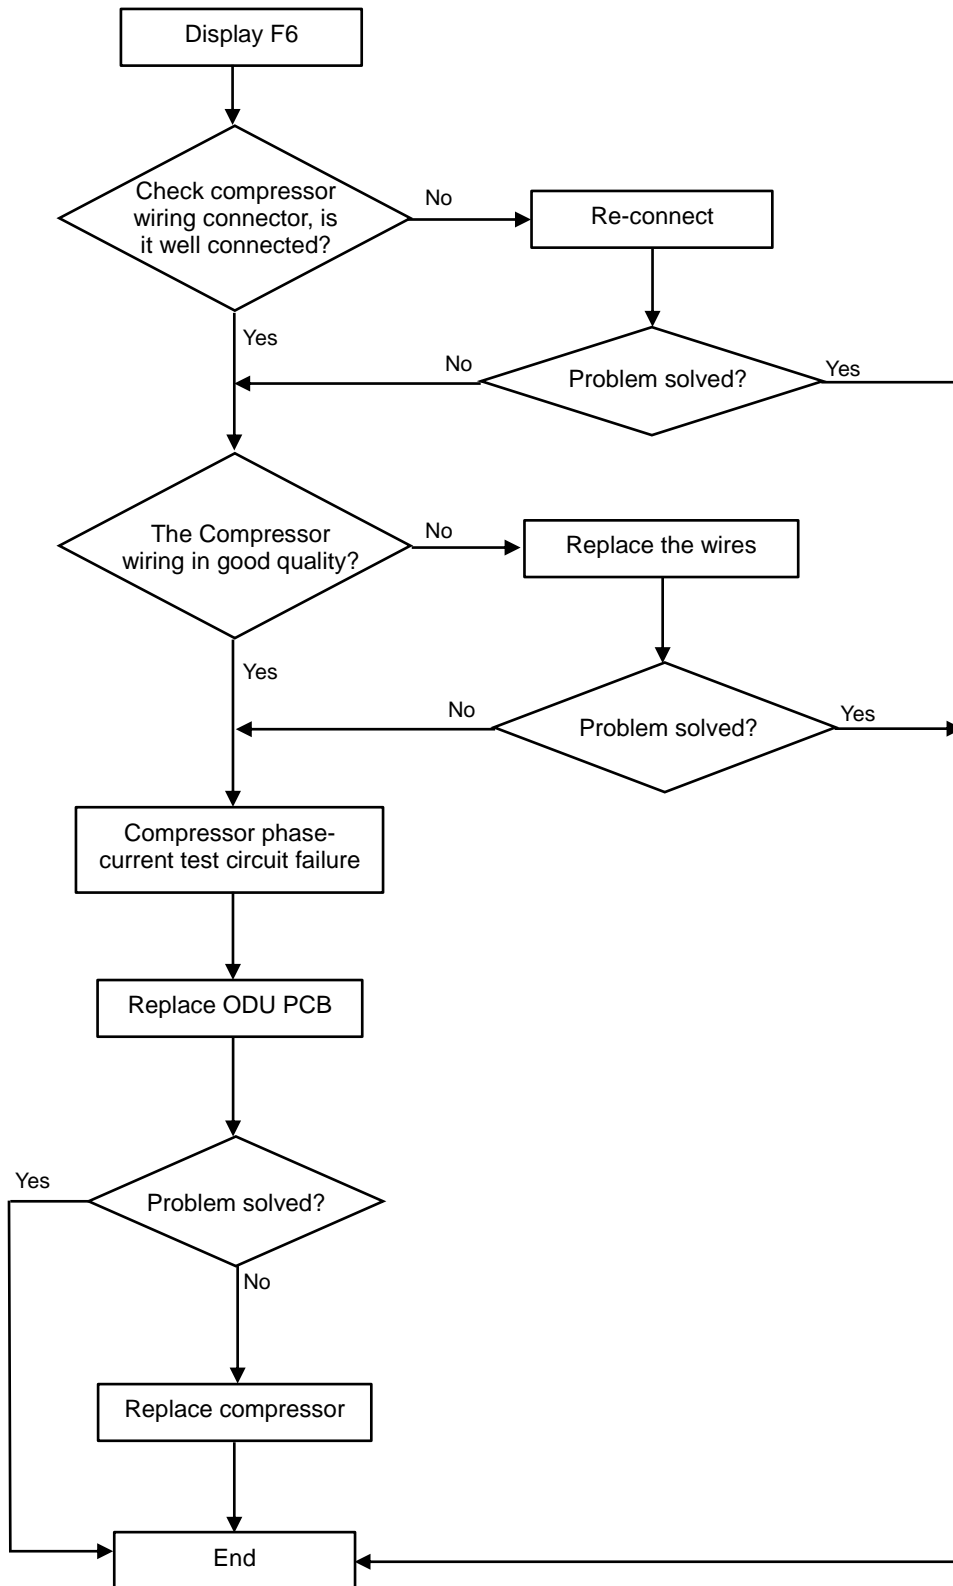 Display F6
Check compressor
wiring connector, is
it well connected?
No
Re-connect
Yes
No
Problem solved?
Yes
The Compressor
wiring in good quality?
No
Replace the wires
Yes
No
Problem solved?
Yes
Compressor phase-
current test circuit failure
Replace ODU PCB
Yes
Problem solved?
No
Replace compressor
End